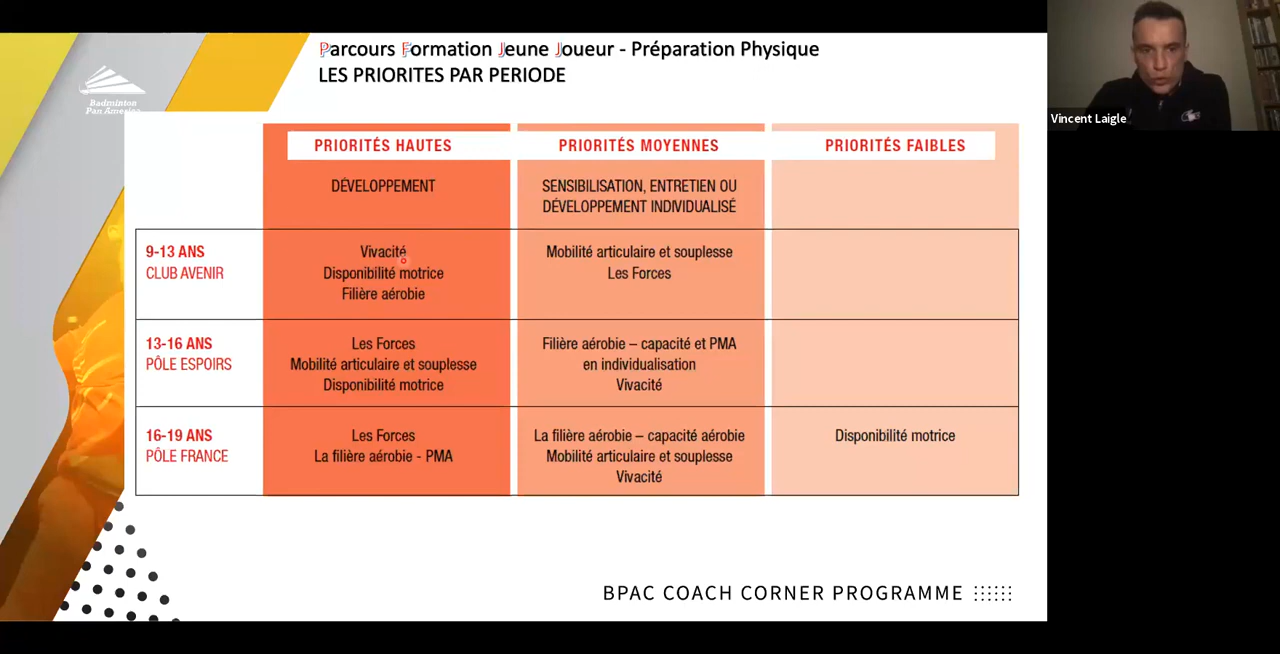 Parcours Formation Jeune Joueur - Préparation Physique
LES PRIORITES PAR PERIODE
Badminton
Pan America
Vincent Laigle
PRIORITÉS HAUTES
PRIORITÉS MOYENNES
PRIORITÉS FAIBLES
DÉVELOPPEMENT
SENSIBILISATION, ENTRETIEN OU
DÉVELOPPEMENT INDIVIDUALISÉ
9-13 ANS
CLUB AVENIR
Vivacité
Disponibilité motrice
Filière aérobie
Mobilité articulaire et souplesse
Les Forces
13-16 ANS
PÔLE ESPOIRS
Les Forces
Mobilité articulaire et souplesse
Disponibilité motrice
Filière aérobie – capacité et PMA
en individualisation
Vivacité
16-19 ANS
PÔLE FRANCE
Les Forces
La filière aérobie - PMA
La filière aérobie – capacité aérobie
Mobilité articulaire et souplesse
Vivacité
Disponibilité motrice
BPAC COACH CORNER PROGRAMME